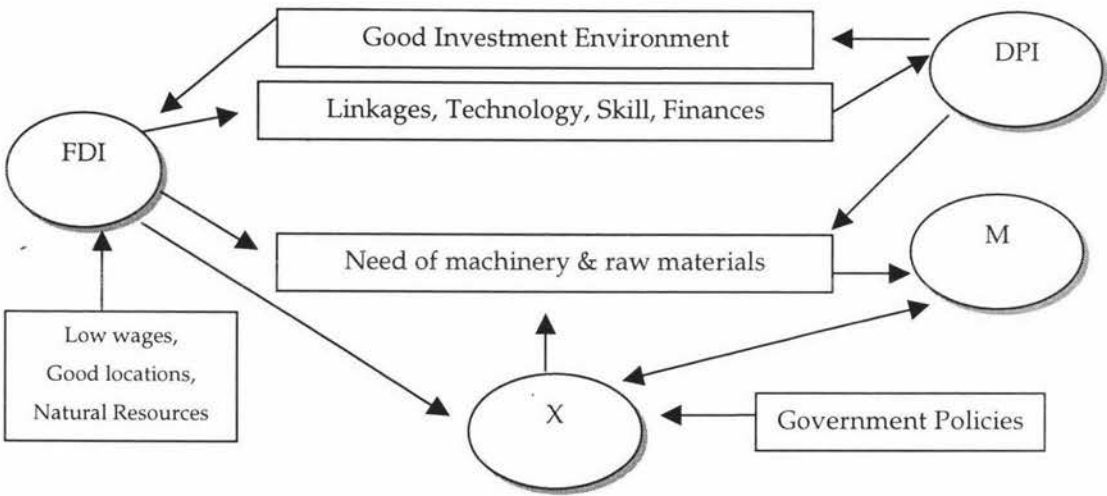 Good Investment Environment
DPI
Linkages, Technology, Skill, Finances
FDI
M
Need of machinery & raw materials
Low wages,
Good locations,
Natural Resources
X
Government Policies